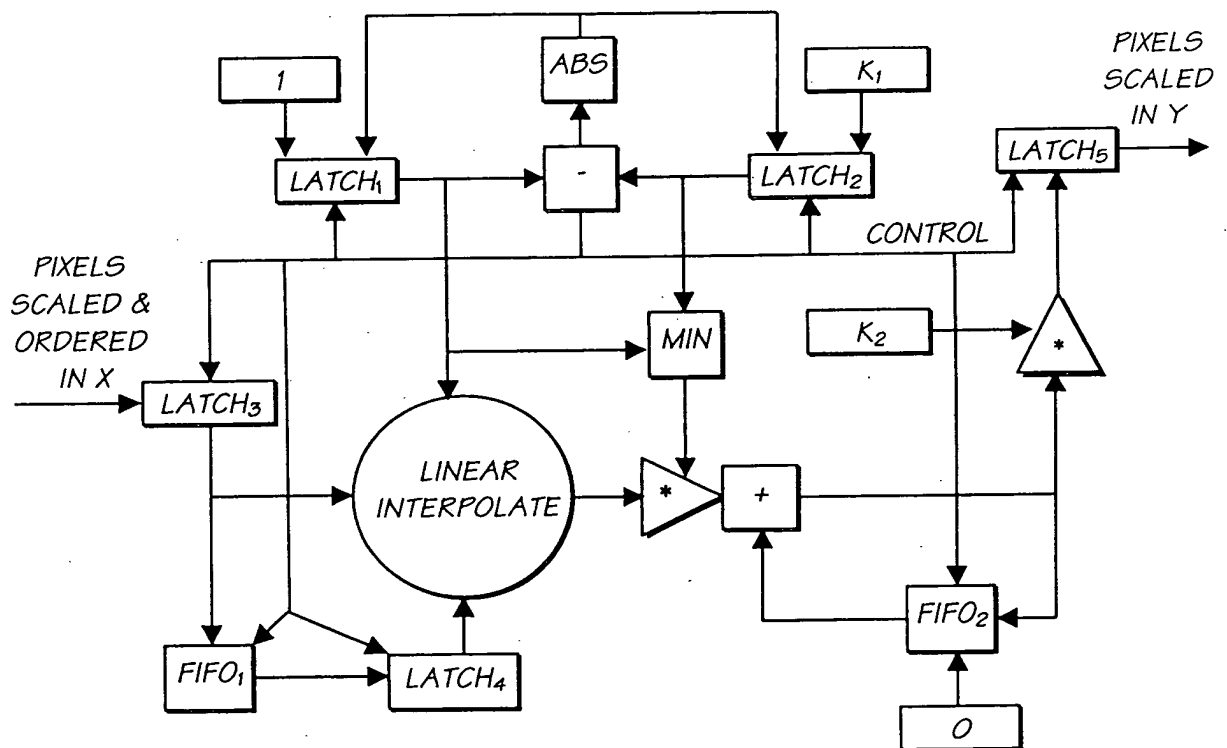 PIXELS
SCALED
IN Y
ABS
1
K₁
LATCH₁
-
LATCH₂
LATCH₅
CONTROL
PIXELS
SCALED &
ORDERED
IN X
MIN
K₂
*
LATCH₃
LINEAR
INTERPOLATE
*
+
FIFO₁
LATCH₄
FIFO₂
0